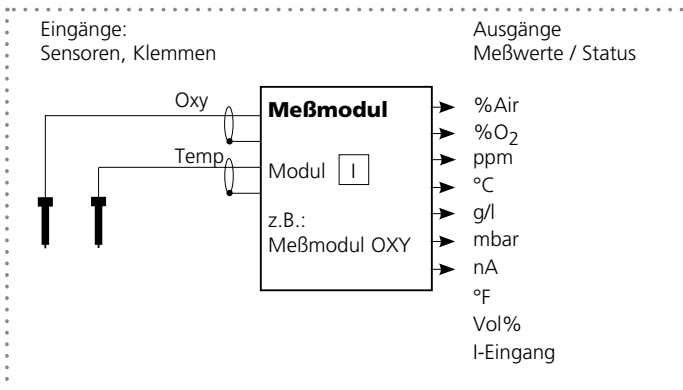 Eingänge:
Sensoren, Klemmen
Oxy
Temp
Meßmodul
Modul I
z.B.:
Meßmodul OXY
Ausgänge
Meßwerte / Status
%Air
%O₂
ppm
°C
g/l
mbar
nA
°F
Vol%
I-Eingang